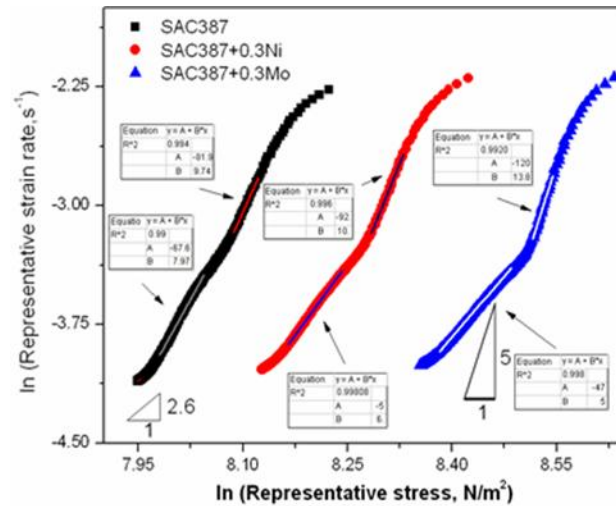 SAC387
SAC387+0.3Ni
SAC387+0.3Mo
ln (Representative strain rate,s-1)
-2.25
-3.00
-3.75
-4.50
Equation y = A + B*x
R^2 0.994
A -81.9
B 9.74
Equatio y = A + B*x
R^2 0.99
A -67.6
B 7.97
Equation y = A + B*x
R^2 0.996
A -92
B 10.
Equation y = A + B*x
R^2 0.9920
A -120
B 13.8
Equation y = A + B*x
R^2 0.99808
A -5
B 6
Equation y = A + B*x
R^2 0.998
A -47
B 5
2.6
1
5
1
7.95 8.10 8.25 8.40 8.55
ln (Representative stress, N/m2)